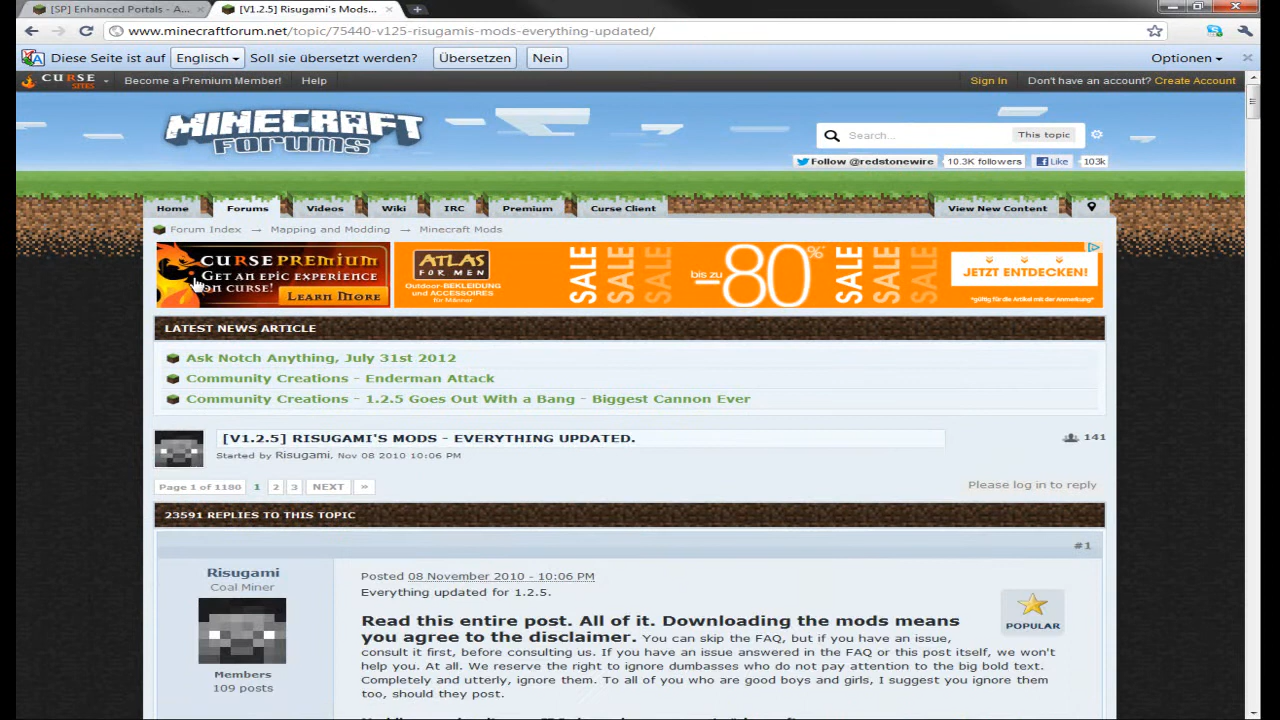 [SP] Enhanced Portals - A...
[V1.2.5] Risugami's Mods...
www.minecraftforum.net/topic/75440-v125-risugamis-mods-everything-updated/
Diese Seite ist auf Englisch Soll sie übersetzt werden? Übersetzen Nein Optionen
CURSE SITES Become a Premium Member! Help Sign In Don't have an account? Create Account
MINECRAFT FORUMS
Search... This topic
Follow @redstonewire 10.3K followers Like 103k
Home Forums Videos Wiki IRC Premium Curse Client View New Content
Forum Index → Mapping and Modding → Minecraft Mods
CURSE PREMIUM
GET AN EPIC EXPERIENCE
ON CURSE!
LEARN MORE
ATLAS
FOR MEN
Outdoor-BEKLEIDUNG
und ACCESSOIRES
für Männer
SALE SALE
bis zu
–80%
SALE SALE
JETZT ENTDECKEN!
*gültig für die Artikel mit der Anmerkung*
LATEST NEWS ARTICLE
Ask Notch Anything, July 31st 2012
Community Creations - Enderman Attack
Community Creations - 1.2.5 Goes Out With a Bang - Biggest Cannon Ever
[V1.2.5] RISUGAMI'S MODS - EVERYTHING UPDATED.
141
Started by Risugami, Nov 08 2010 10:06 PM
Page 1 of 1180 1 2 3 NEXT »
Please log in to reply
23591 REPLIES TO THIS TOPIC
#1
Risugami
Coal Miner
Members
109 posts
Posted 08 November 2010 - 10:06 PM
Everything updated for 1.2.5.
POPULAR
Read this entire post. All of it. Downloading the mods means
you agree to the disclaimer. You can skip the FAQ, but if you have an issue,
consult it first, before consulting us. If you have an issue answered in the FAQ or this post itself, we won't
help you. At all. We reserve the right to ignore dumbasses who do not pay attention to the big bold text.
Completely and utterly, ignore them. To all of you who are good boys and girls, I suggest you ignore them
too, should they post.